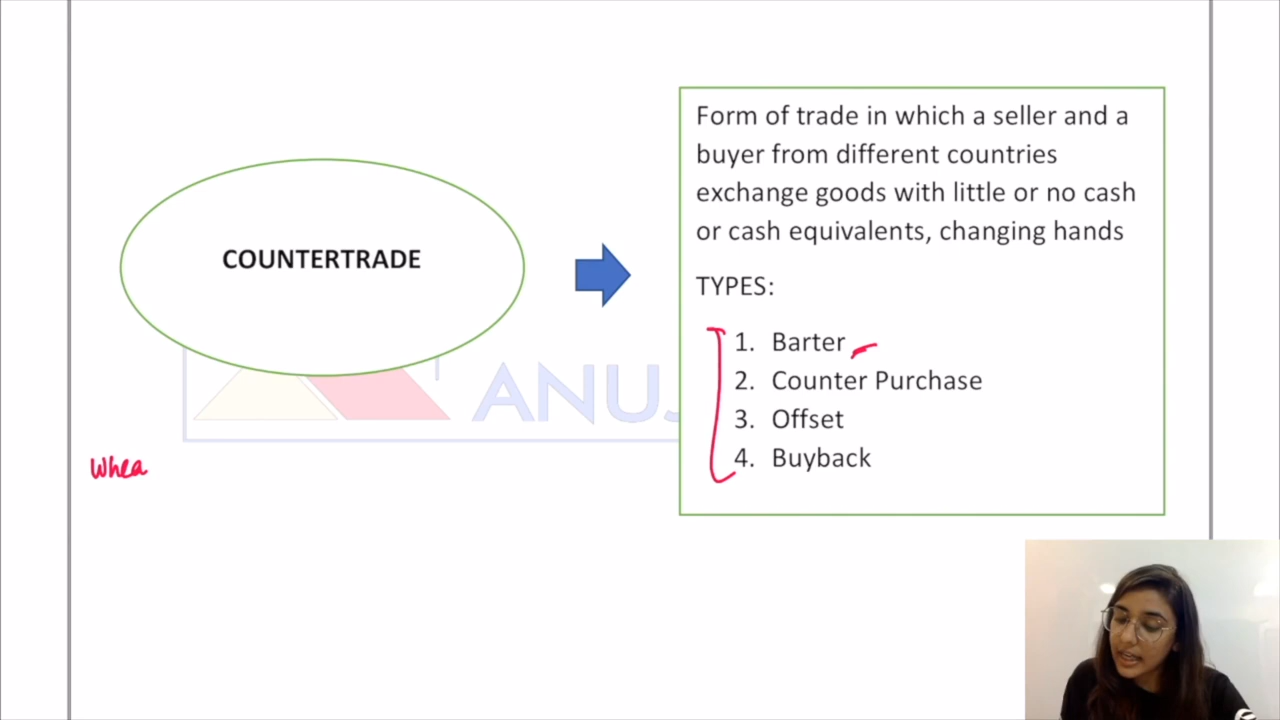 COUNTERTRADE
Form of trade in which a seller and a
buyer from different countries
exchange goods with little or no cash
or cash equivalents, changing hands
TYPES:
1. Barter
2. Counter Purchase
3. Offset
4. Buyback
ANUJ
Whea